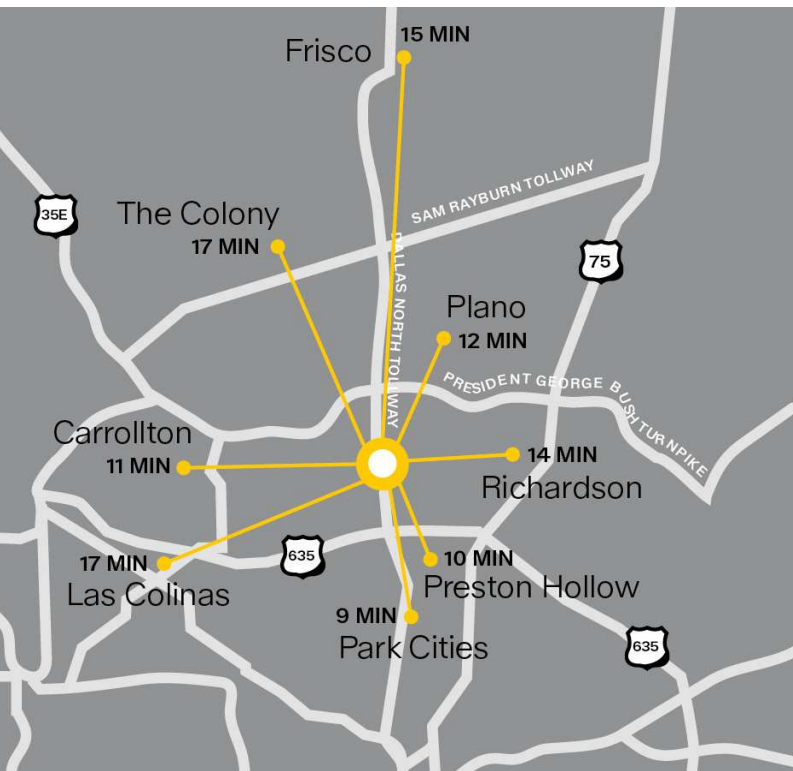 15 MIN
Frisco
SAM RAYBURN TOLLWAY
35E
The Colony
17 MIN
75
DALLAS NORTH TOLLWAY
Plano
12 MIN
PRESIDENT GEORGE BUSH TURNPIKE
Carrollton
11 MIN
14 MIN
Richardson
635
17 MIN
Las Colinas
10 MIN
Preston Hollow
9 MIN
Park Cities
635